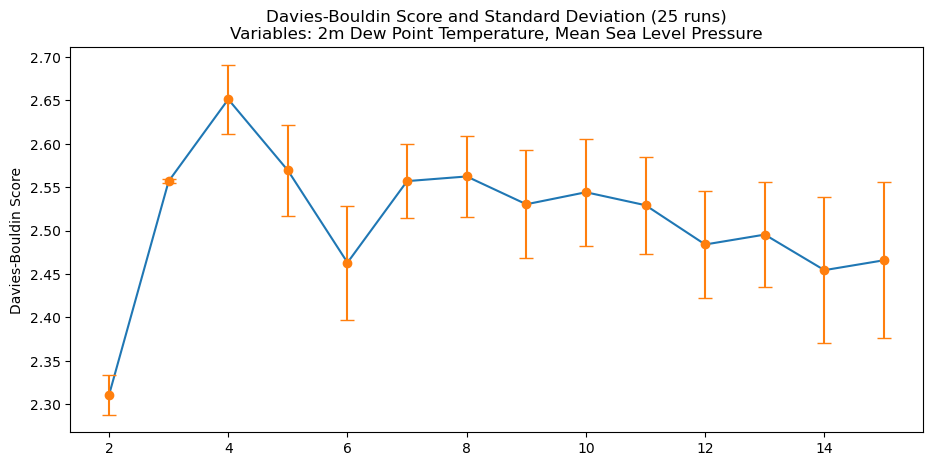 Davies-Bouldin Score and Standard Deviation (25 runs)
Variables: 2m Dew Point Temperature, Mean Sea Level Pressure
Davies-Bouldin Score
2.70
2.65
2.60
2.55
2.50
2.45
2.40
2.35
2.30
2 4 6 8 10 12 14